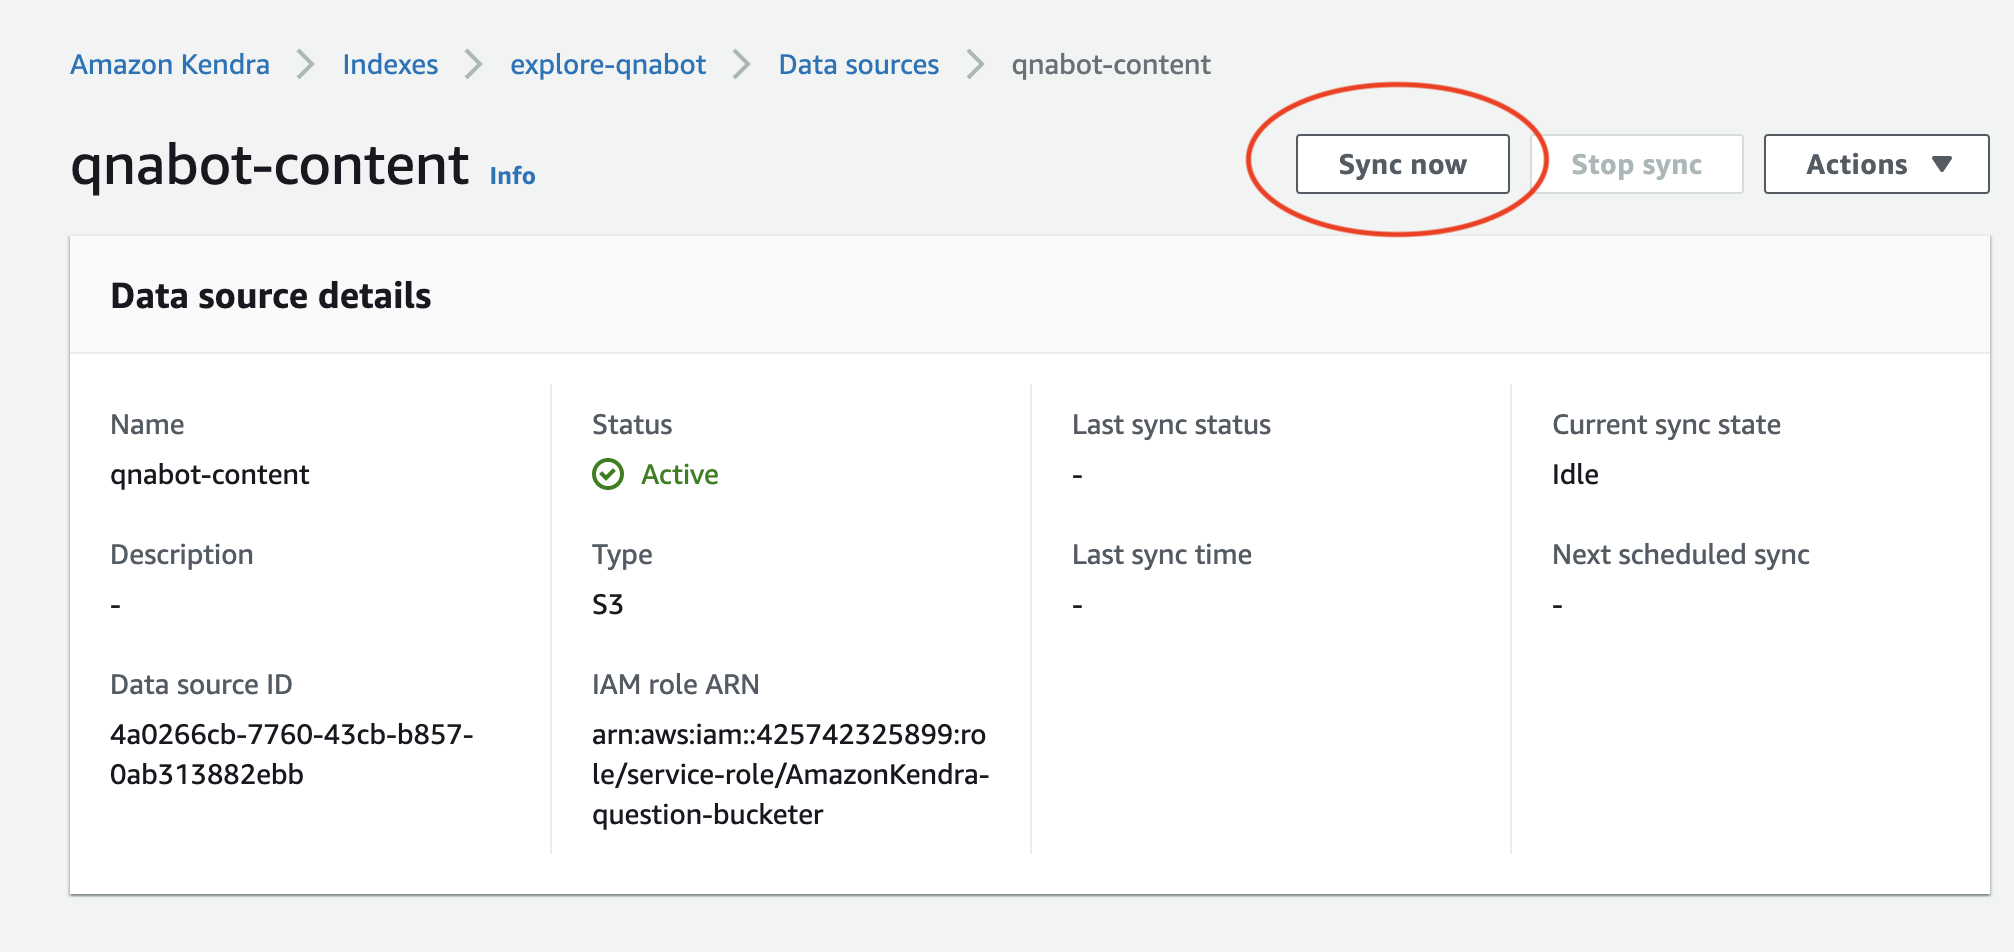 Amazon Kendra Indexes explore-qnabot Data sources qnabot-content
qnabot-content Info Sync now Stop sync Actions
Data source details
Name
qnabot-content
Description
-
Data source ID
4a0266cb-7760-43cb-b857-
0ab313882ebb
Status
Active
Type
S3
IAM role ARN
arn:aws:iam::425742325899:ro
le/service-role/AmazonKendra-
question-bucketer
Last sync status
-
Last sync time
-
Current sync state
Idle
Next scheduled sync
-